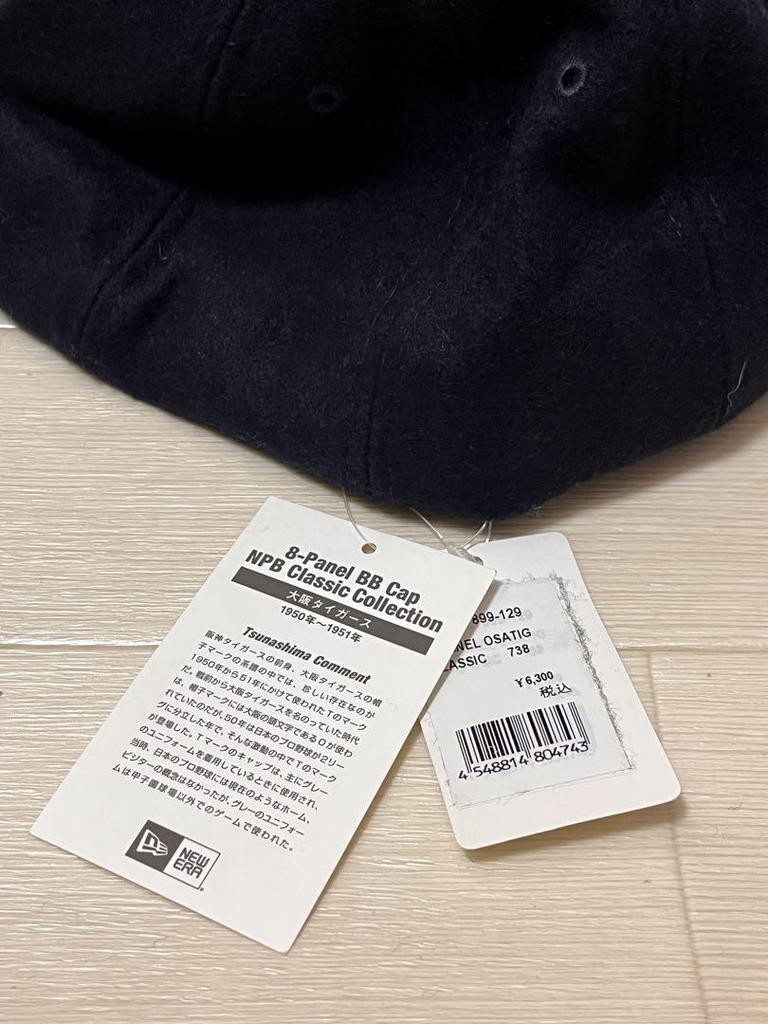 8-Panel BB Cap
NPB Classic Collection
大阪タイガース
1950年～1951年
Tsunashima Comment
阪神タイガースの前身、大阪タイガースの帽
子マークの系譜の中では、珍しい存在なのが
1950年から51年にかけて使われたTのマーク
だ。戦前から大阪タイガースを名のっていた時代
は、帽子マークには大阪の頭文字であるOが使わ
れていたのだが、50年は日本のプロ野球が2リー
グに分立した年で、そんな激動の中でTのマーク
が登場した。Tマークのキャップは、主にグレー
のユニフォームを着用しているときに使用され、
当時、日本のプロ野球には現在のようなホーム、
ビジターの概念はなかったが、グレーのユニフォー
ムは甲子園球場以外でのゲームで使われた。
NEW
ERA
899-129
NEL OSATIG
ASSIC 738
¥6,300
税込
4 548814 804743